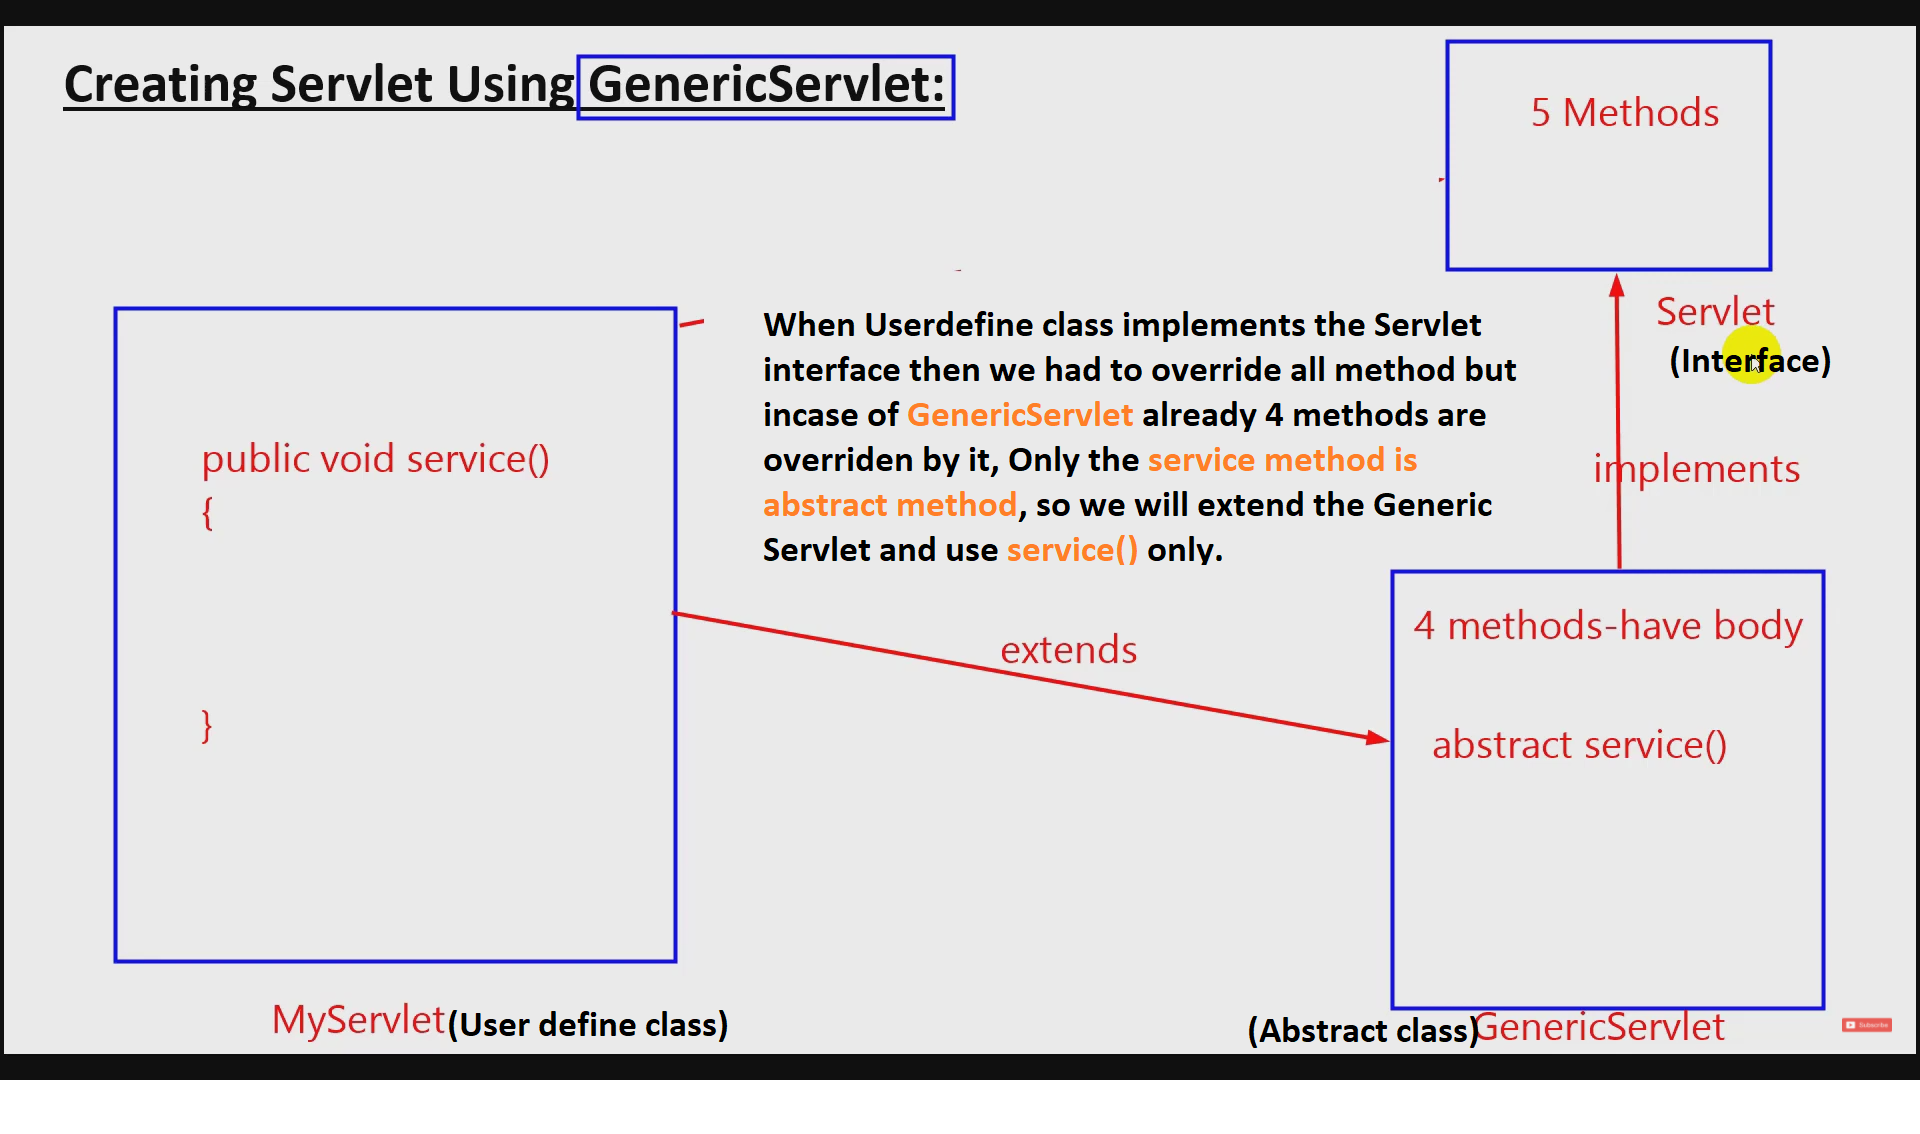 Creating Servlet Using GenericServlet:
5 Methods
Servlet
(Interface)
When Userdefine class implements the Servlet
interface then we had to override all method but
incase of GenericServlet already 4 methods are
overriden by it, Only the service method is
abstract method, so we will extend the Generic
Servlet and use service() only.
implements
public void service()
{
}
extends
4 methods-have body
abstract service()
MyServlet(User define class)
(Abstract class)GenericServlet
Subscribe